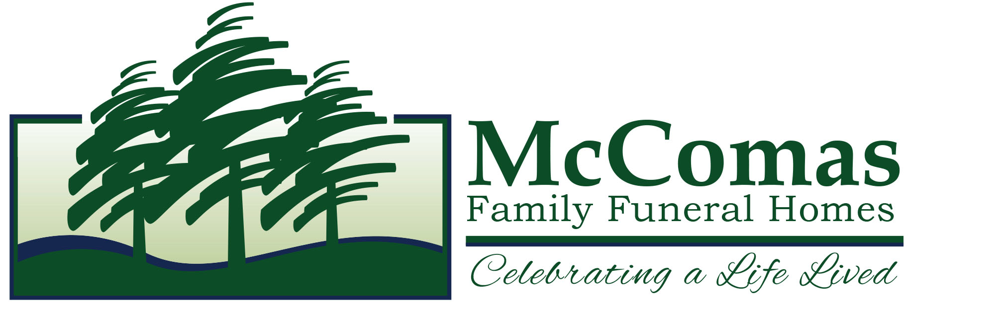 McComas
Family Funeral Homes
Celebrating a Life Lived